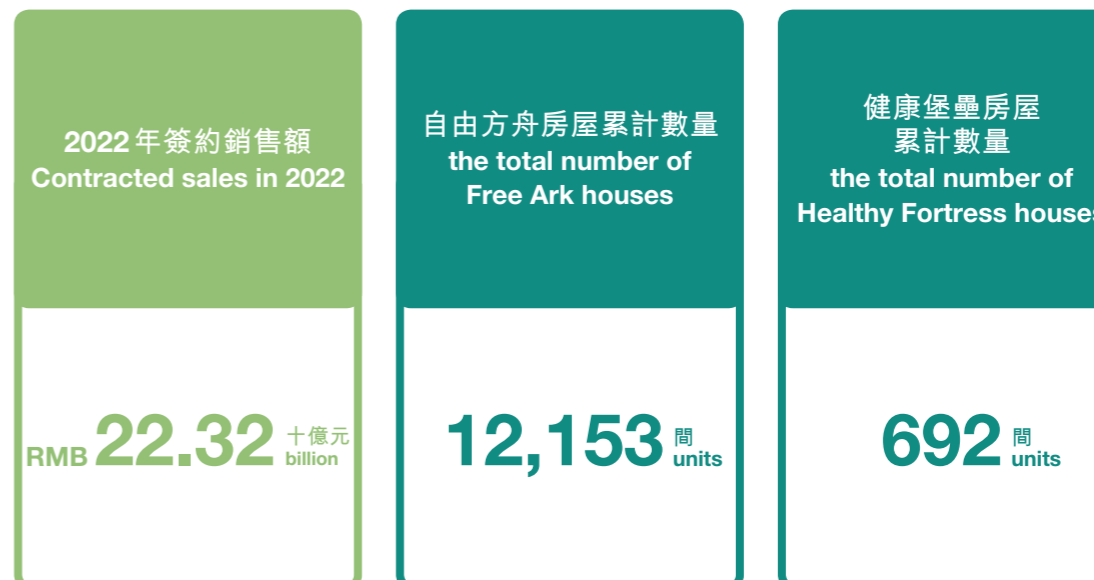 2022年簽約銷售額
Contracted sales in 2022
RMB 22.32 十億元 billion
自由方舟房屋累計數量
the total number of
Free Ark houses
12,153 間 units
健康堡壘房屋
累計數量
the total number of
Healthy Fortress houses
692 間 units